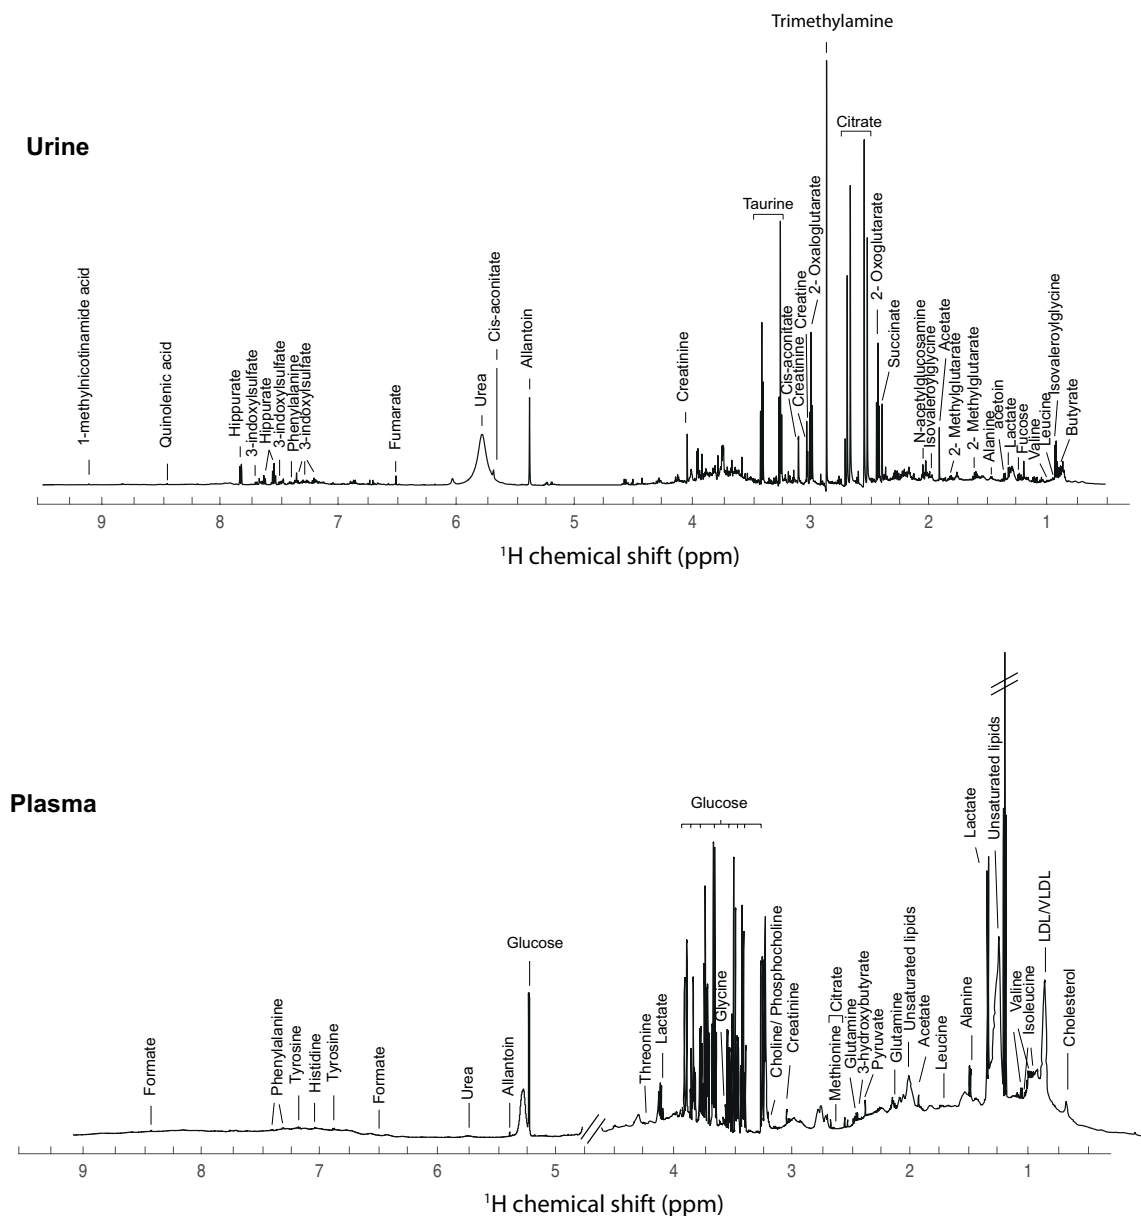 Trimethylamine
Urine
Citrate
Taurine
1-methylnicotinamide acid
Quinolenic acid
Hippurate
3-indoxylsulfate
Hippurate
3-indoxylsulfate
Phenylalanine
3-indoxylsulfate
Fumarate
Urea
Cis-aconitate
Allantoin
Creatinine
Cis-aconitate
Creatinine
Creatine
2- Oxaloglutarate
2- Oxoglutarate
Succinate
N-acetylglucosamine
Isovaleroylglycine
Acetate
2- Methylglutarate
2- Methylglutarate
Alanine
acetoin
Lactate
Fucose
Valine
Leucine
Isovaleroylglycine
Butyrate
9 8 7 6 5 4 3 2 1
¹H chemical shift (ppm)
Plasma
Glucose
Formate
Phenylalanine
Tyrosine
Histidine
Tyrosine
Formate
Urea
Allantoin
Glucose
Threonine
Lactate
Glycine
Choline/ Phosphocholine
Creatinine
Methionine
Citrate
Glutamine
3-hydroxybutyrate
Pyruvate
Glutamine
Unsaturated lipids
Acetate
Leucine
Alanine
Lactate
Unsaturated lipids
Valine
Isoleucine
LDL/VLDL
Cholesterol
9 8 7 6 5 4 3 2 1
¹H chemical shift (ppm)